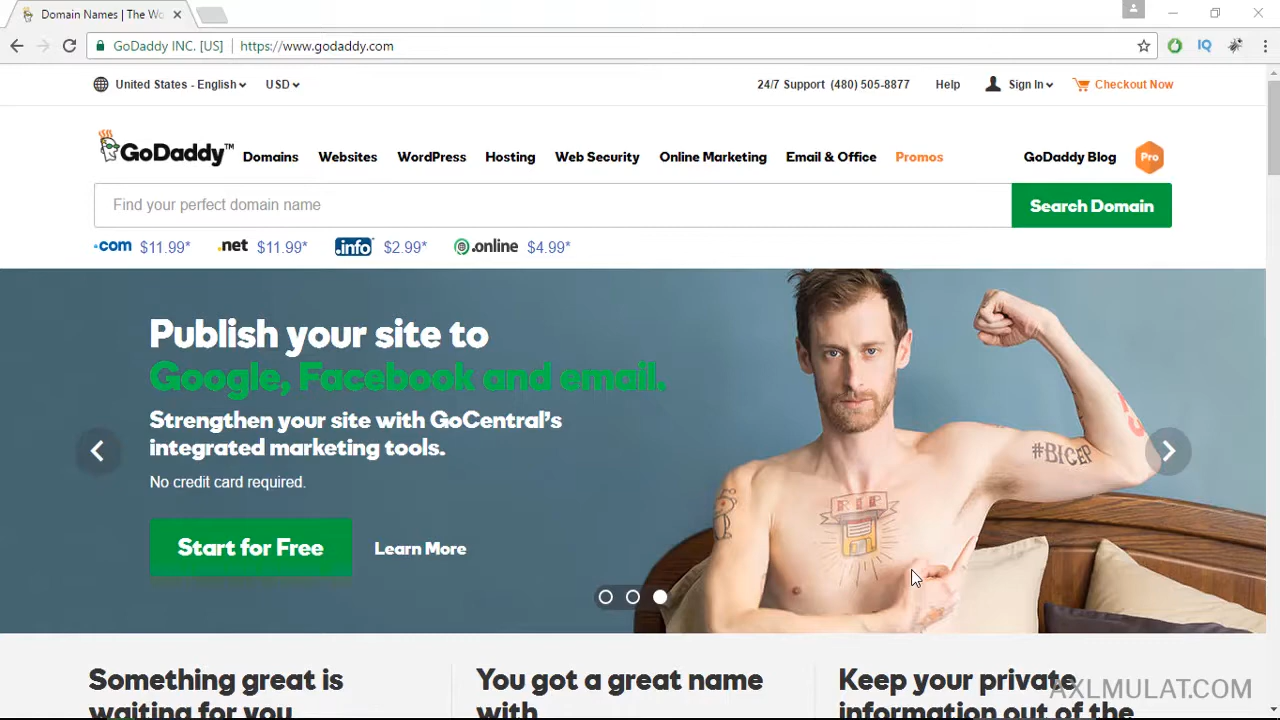 Domain Names | The Wo
GoDaddy INC. [US] https://www.godaddy.com
IQ
United States - English USD 24/7 Support (480) 505-8877 Help Sign In Checkout Now
GoDaddy™ Domains Websites WordPress Hosting Web Security Online Marketing Email & Office Promos GoDaddy Blog Pro
Find your perfect domain name Search Domain
.com $11.99* .net $11.99* .info $2.99* .online $4.99*
Publish your site to
Google, Facebook and email.
Strengthen your site with GoCentral's
integrated marketing tools.
No credit card required.
Start for Free Learn More
#BICEP
RIP
Something great is
waiting for you
You got a great name
with
Keep your private
information out of the
AXLMULAT.COM